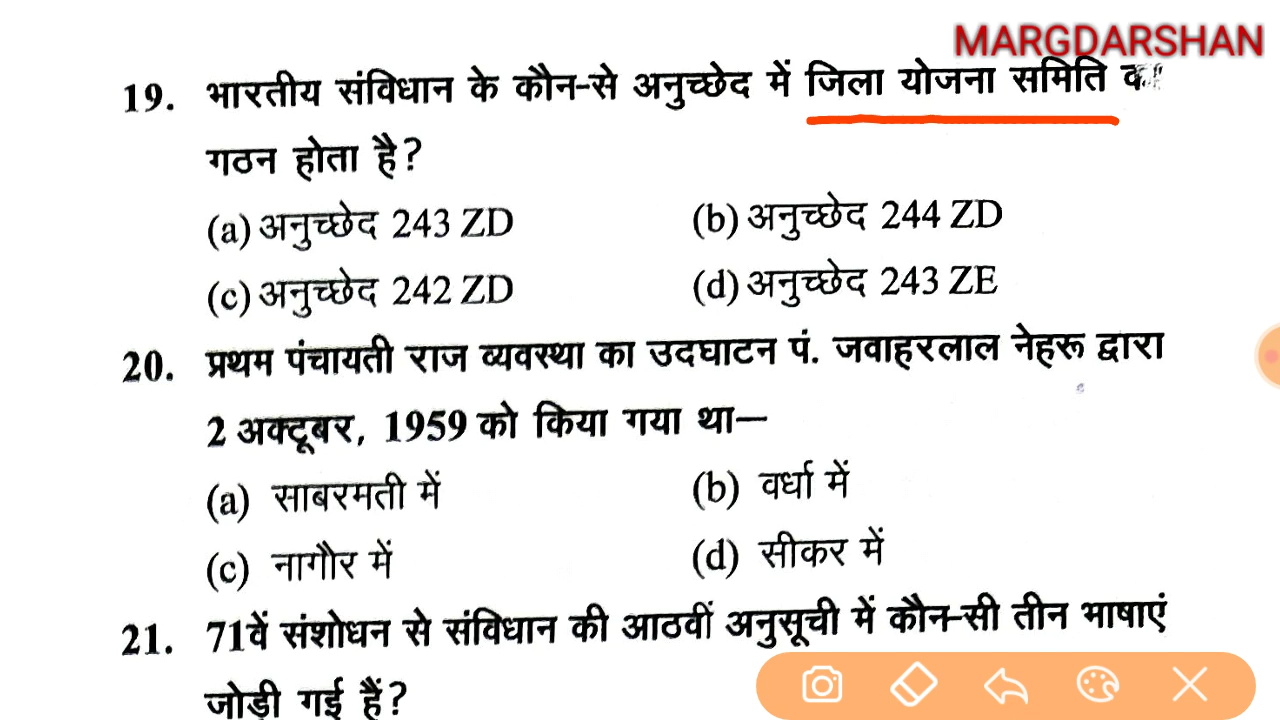 MARGDARSHAN
19. भारतीय संविधान के कौन-से अनुच्छेद में जिला योजना समिति
गठन होता है?
(a) अनुच्छेद 243 ZD (b) अनुच्छेद 244 ZD
(c) अनुच्छेद 242 ZD (d) अनुच्छेद 243 ZE
20. प्रथम पंचायती राज व्यवस्था का उदघाटन पं. जवाहरलाल नेहरू द्वारा
2 अक्टूबर, 1959 को किया गया था—
(a) साबरमती में (b) वर्धा में
(c) नागौर में (d) सीकर में
21. 71वें संशोधन से संविधान की आठवीं अनुसूची में कौन-सी तीन भाषाएं
जोड़ी गई हैं?